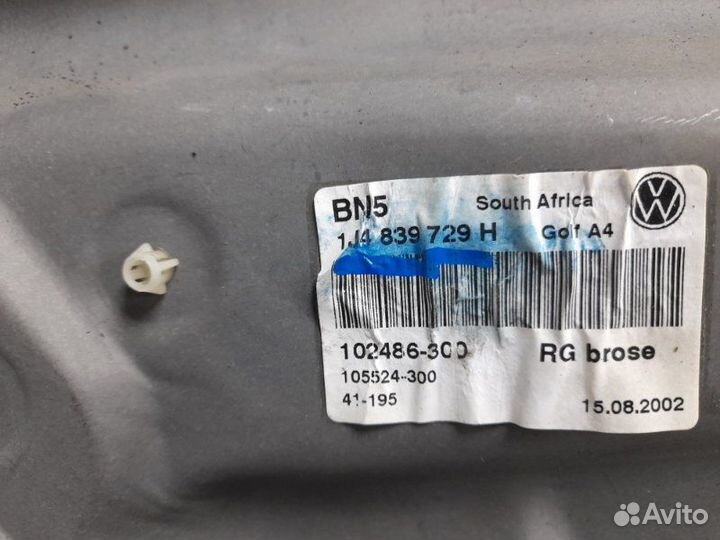 BN5 South Africa
1J4 839 729 H Golf A4
102486-300 RG brose
105524-300
41-195 15.08.2002
Avito